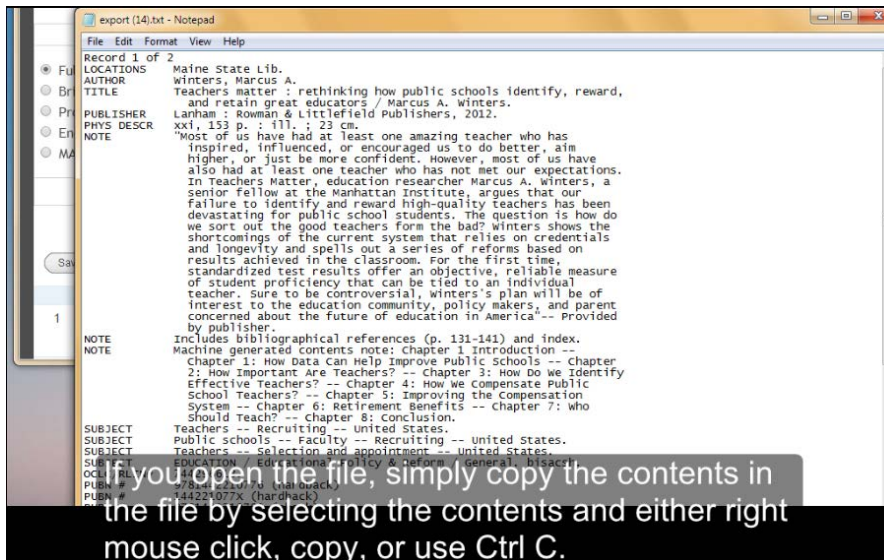 export (14).txt - Notepad
File Edit Format View Help
Record 1 of 2
LOCATIONS Maine State Lib.
AUTHOR Winters, Marcus A.
TITLE Teachers matter : rethinking how public schools identify, reward,
and retain great educators / Marcus A. Winters.
PUBLISHER Lanham : Rowman & Littlefield Publishers, 2012.
PHYS DESCR xxi, 153 p. : ill. ; 23 cm.
NOTE "Most of us have had at least one amazing teacher who has
inspired, influenced, or encouraged us to do better, aim
higher, or just be more confident. However, most of us have
also had at least one teacher who has not met our expectations.
In Teachers Matter, education researcher Marcus A. Winters, a
senior fellow at the Manhattan Institute, argues that our
failure to identify and reward high-quality teachers has been
devastating for public school students. The question is how do
we sort out the good teachers form the bad? Winters shows the
shortcomings of the current system that relies on credentials
and longevity and spells out a series of reforms based on
results achieved in the classroom. For the first time,
standardized test results offer an objective, reliable measure
of student proficiency that can be tied to an individual
teacher. Sure to be controversial, Winters's plan will be of
interest to the education community, policy makers, and parent
concerned about the future of education in America"-- Provided
by publisher.
NOTE Includes bibliographical references (p. 131-141) and index.
NOTE Machine generated contents note: Chapter 1 Introduction --
Chapter 1: How Data Can Help Improve Public Schools -- Chapter
2: How Important Are Teachers? -- Chapter 3: How Do We Identify
Effective Teachers? -- Chapter 4: How We Compensate Public
School Teachers? -- Chapter 5: Improving the Compensation
System -- Chapter 6: Retirement Benefits -- Chapter 7: Who
Should Teach? -- Chapter 8: Conclusion.
SUBJECT Teachers -- Recruiting -- United States.
SUBJECT Public schools -- Faculty -- Recruiting -- United States.
SUBJECT Teachers -- Selection and appointment -- United States.
SUBJECT EDUCATION / Educational Policy & Reform / General. bisacsh.
PUBN # (hardback)
PUBN # 144221077X (hardback)
1
If you open the file, simply copy the contents in
the file by selecting the contents and either right
mouse click, copy, or use Ctrl C.